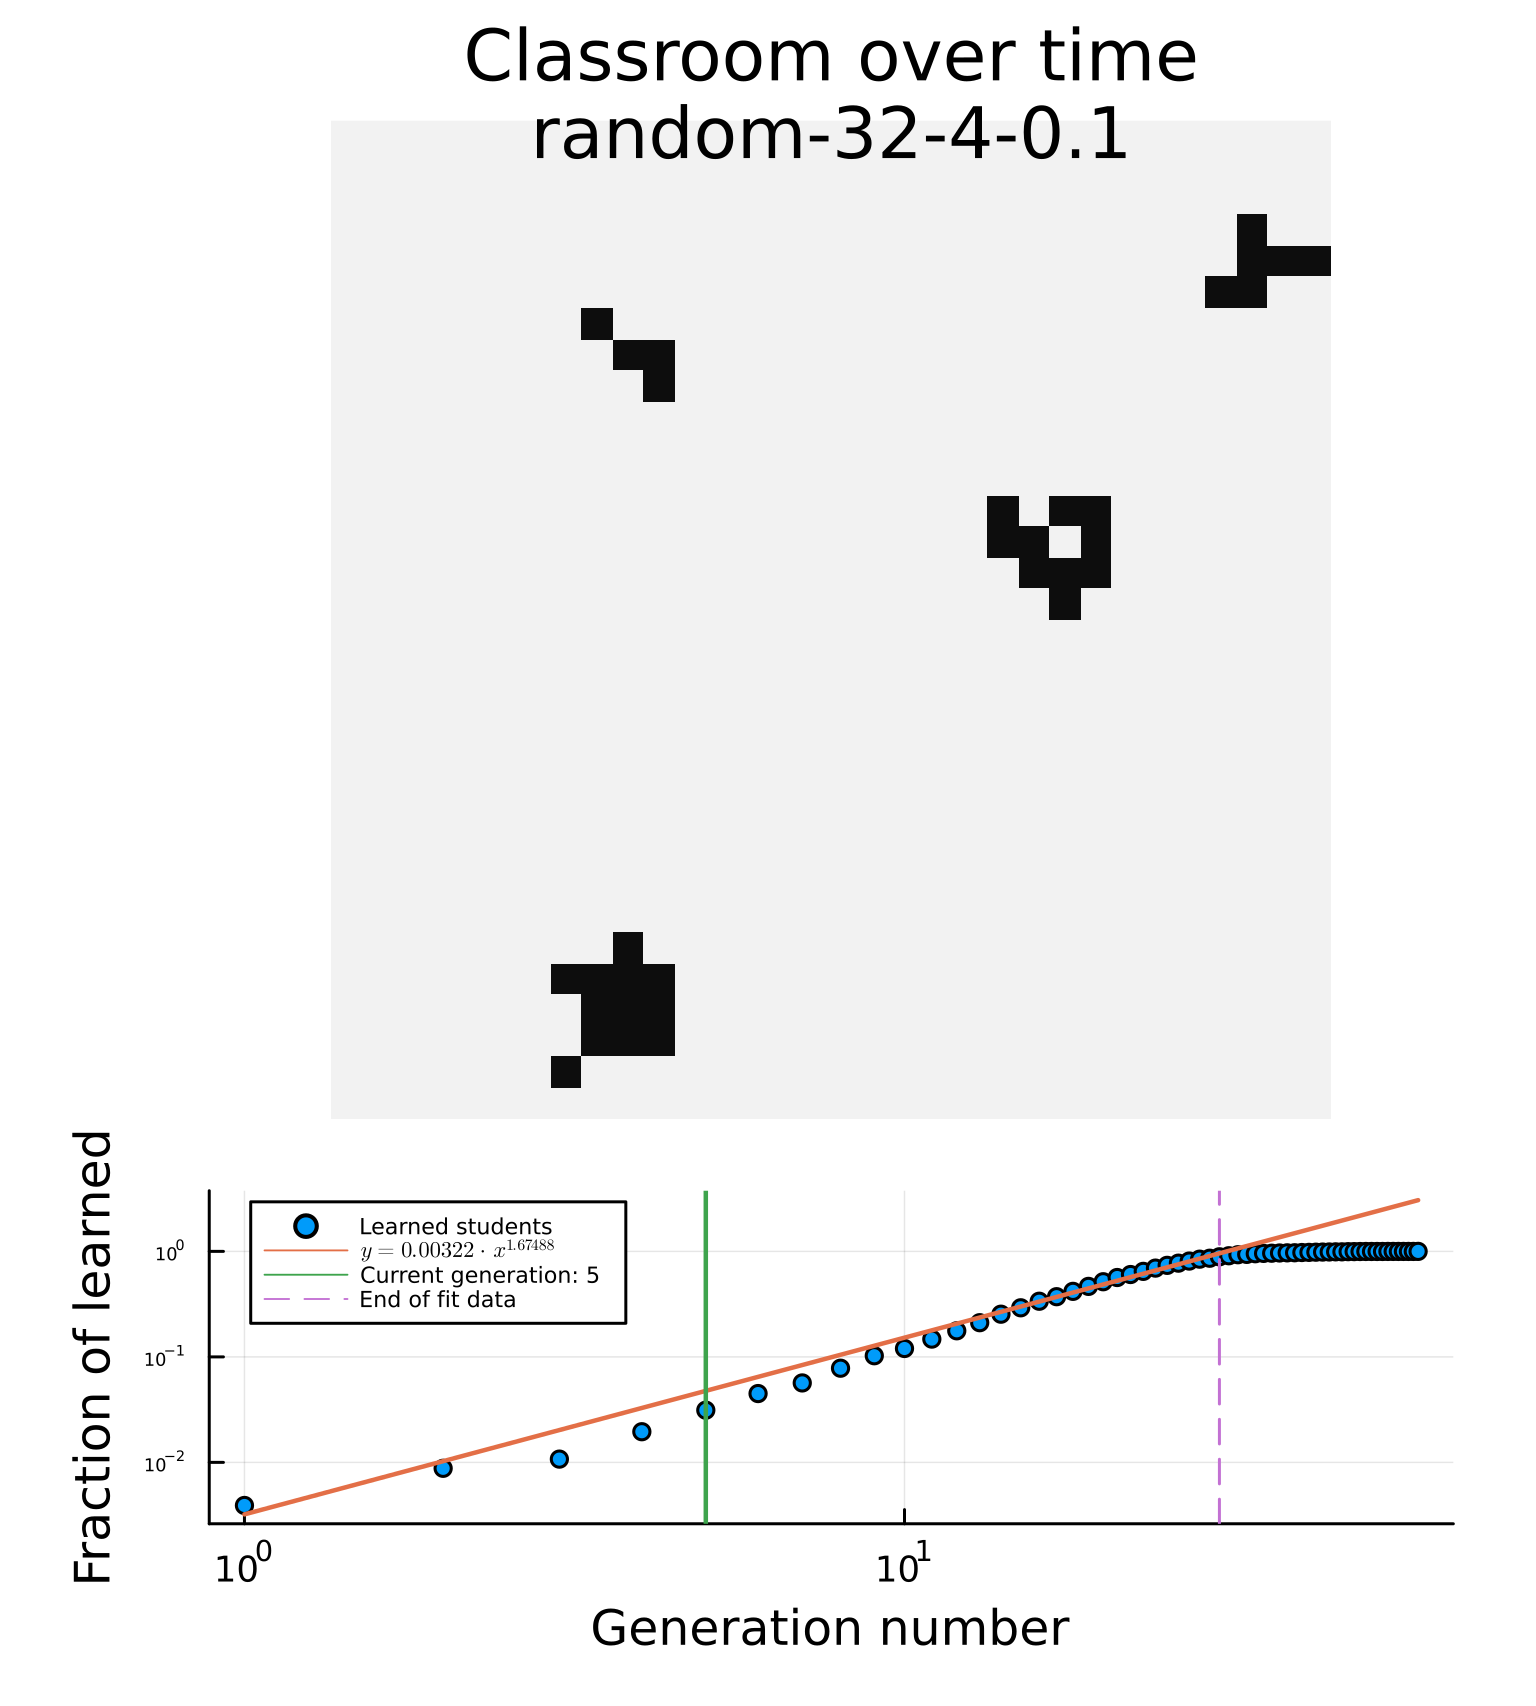 Classroom over time
random-32-4-0.1
Fraction of learned
Learned students
y = 0.00322 · x^1.67488
Current generation: 5
End of fit data
10^0
10^−1
10^−2
10^0
10^1
Generation number